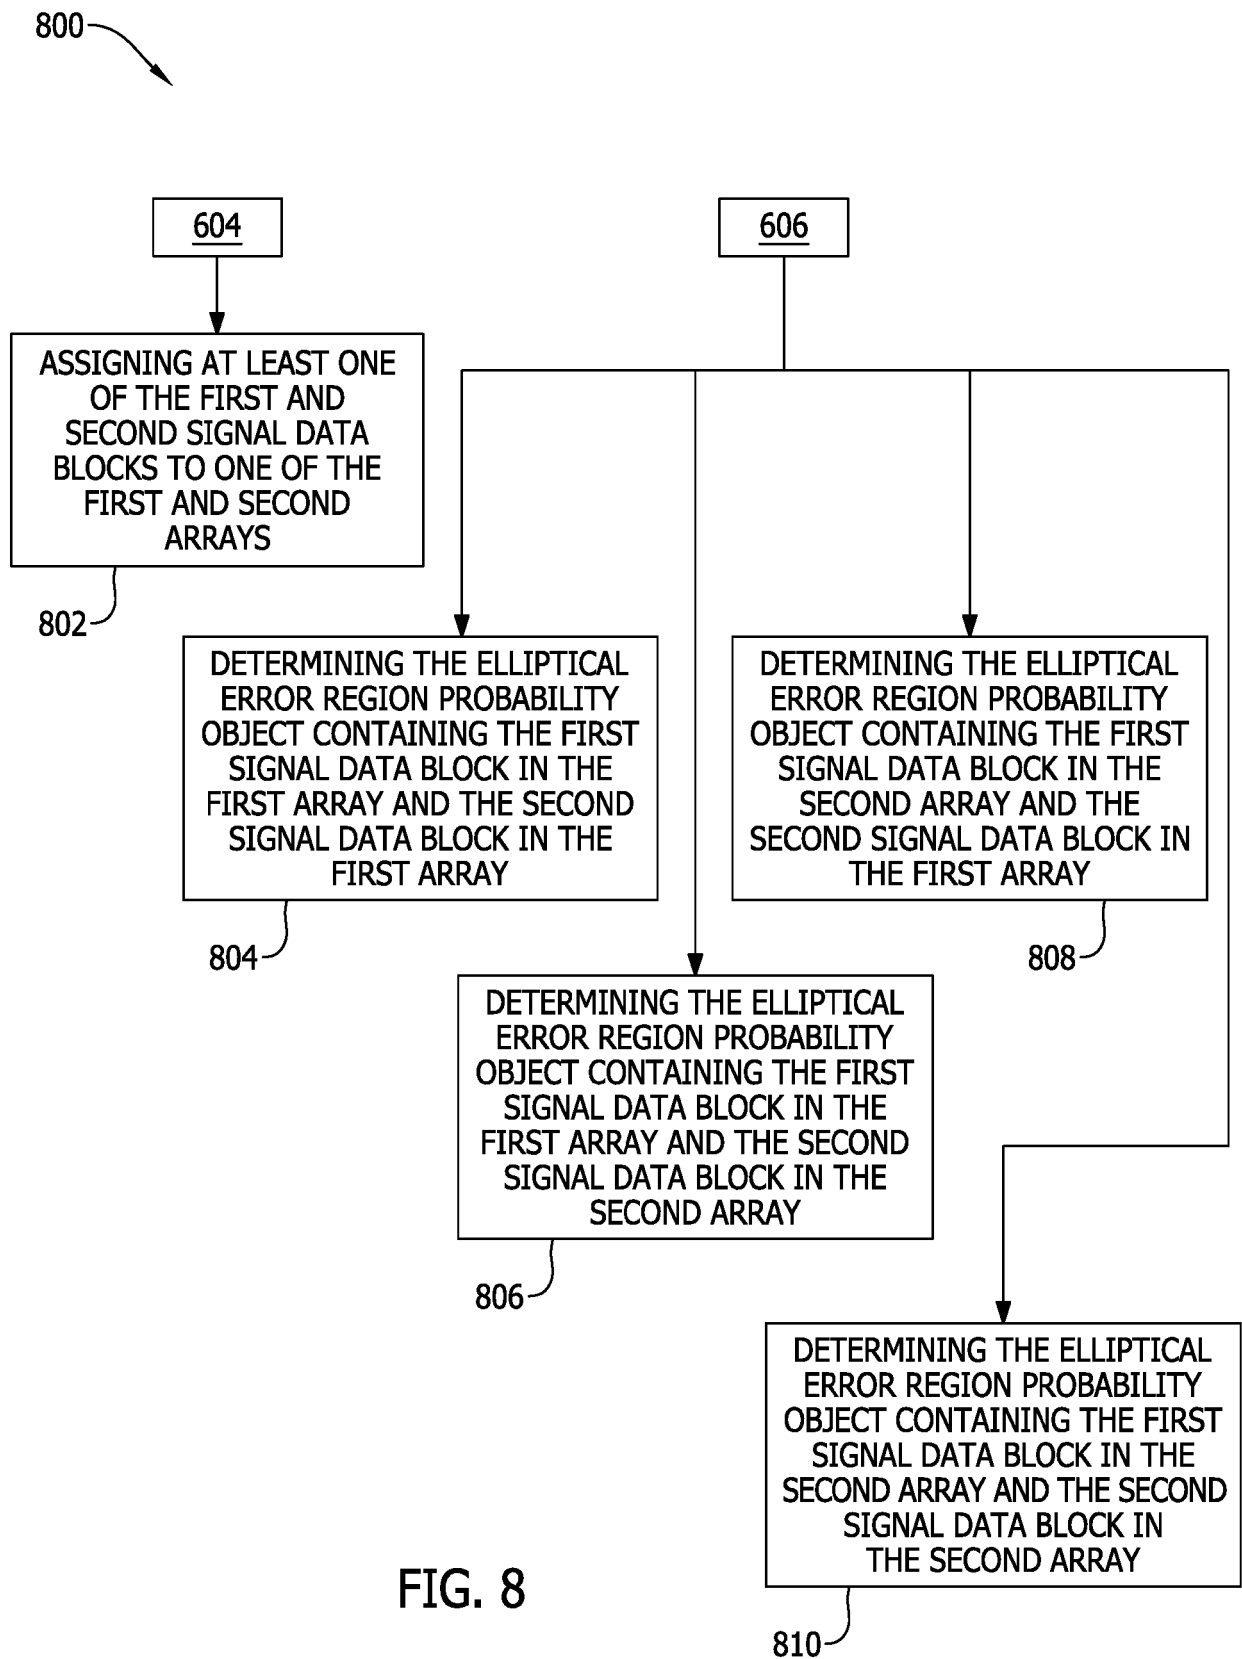 800
604
606
ASSIGNING AT LEAST ONE
OF THE FIRST AND
SECOND SIGNAL DATA
BLOCKS TO ONE OF THE
FIRST AND SECOND
ARRAYS
802
DETERMINING THE ELLIPTICAL
ERROR REGION PROBABILITY
OBJECT CONTAINING THE FIRST
SIGNAL DATA BLOCK IN THE
FIRST ARRAY AND THE SECOND
SIGNAL DATA BLOCK IN THE
FIRST ARRAY
804
DETERMINING THE ELLIPTICAL
ERROR REGION PROBABILITY
OBJECT CONTAINING THE FIRST
SIGNAL DATA BLOCK IN THE
SECOND ARRAY AND THE
SECOND SIGNAL DATA BLOCK IN
THE FIRST ARRAY
808
DETERMINING THE ELLIPTICAL
ERROR REGION PROBABILITY
OBJECT CONTAINING THE FIRST
SIGNAL DATA BLOCK IN THE
FIRST ARRAY AND THE SECOND
SIGNAL DATA BLOCK IN THE
SECOND ARRAY
806
DETERMINING THE ELLIPTICAL
ERROR REGION PROBABILITY
OBJECT CONTAINING THE FIRST
SIGNAL DATA BLOCK IN THE
SECOND ARRAY AND THE SECOND
SIGNAL DATA BLOCK IN
THE SECOND ARRAY
810
FIG. 8